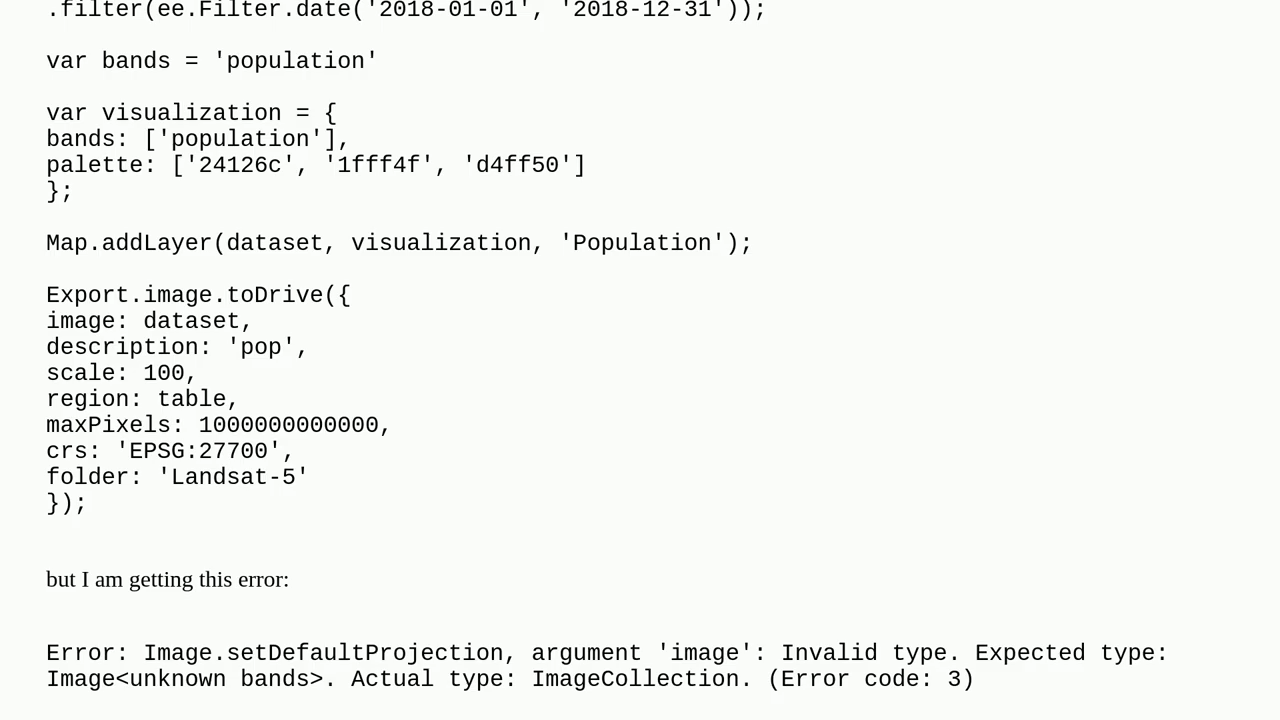 .filter(ee.Filter.date('2018-01-01', '2018-12-31'));
var bands = 'population'
var visualization = {
bands: ['population'],
palette: ['24126c', '1fff4f', 'd4ff50']
};
Map.addLayer(dataset, visualization, 'Population');
Export.image.toDrive({
image: dataset,
description: 'pop',
scale: 100,
region: table,
maxPixels: 1000000000000,
crs: 'EPSG:27700',
folder: 'Landsat-5'
});
but I am getting this error:
Error: Image.setDefaultProjection, argument 'image': Invalid type. Expected type:
Image<unknown bands>. Actual type: ImageCollection. (Error code: 3)